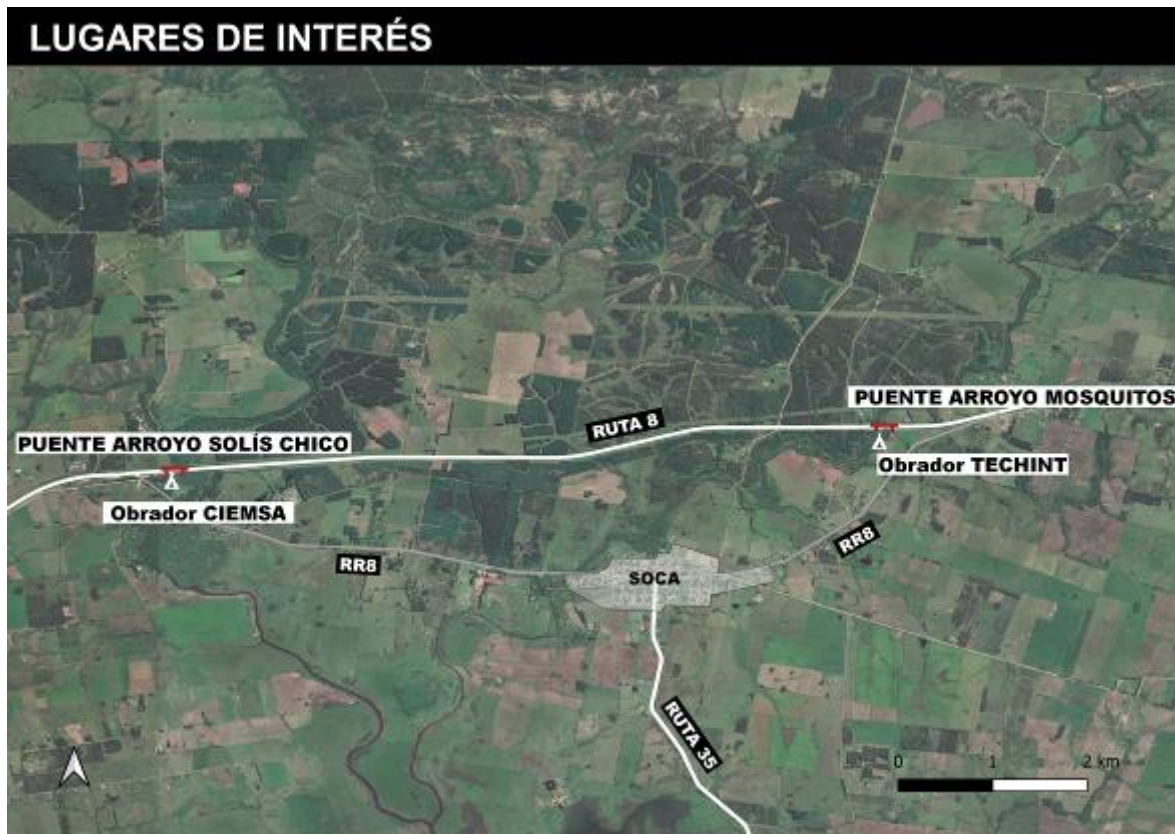 LUGARES DE INTERÉS
PUENTE ARROYO MOSQUITOS
RUTA 8
PUENTE ARROYO SOLÍS CHICO
Obrador TECHINT
Obrador CIEMSA
RR8
RR8
SOCA
RUTA 35
0 1 2 km